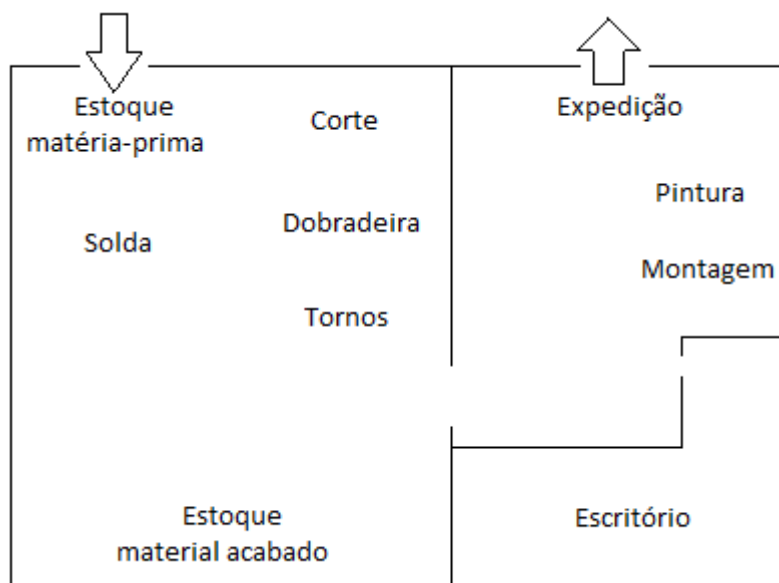 Estoque
matéria-prima
Corte
Expedição
Pintura
Solda
Dobradeira
Montagem
Tornos
Estoque
material acabado
Escritório